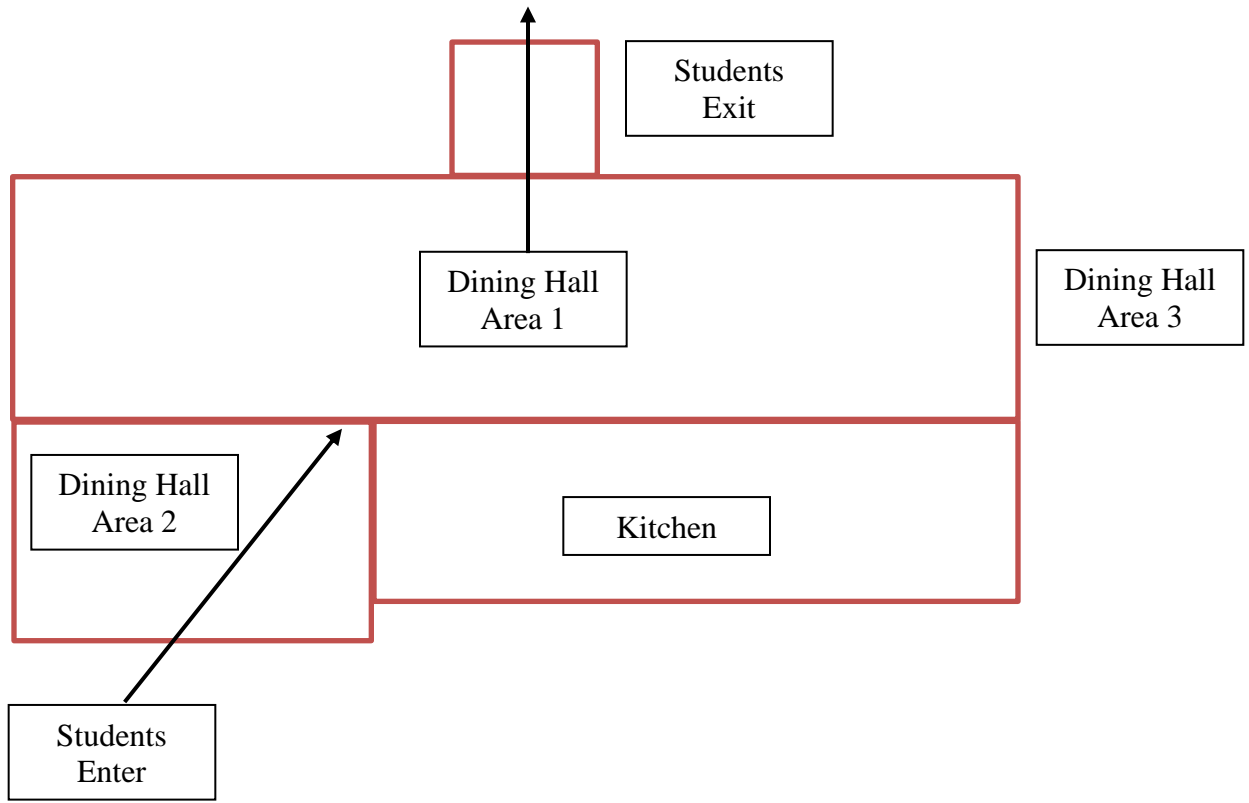 Students
Exit
Dining Hall
Area 1
Dining Hall
Area 3
Dining Hall
Area 2
Kitchen
Students
Enter